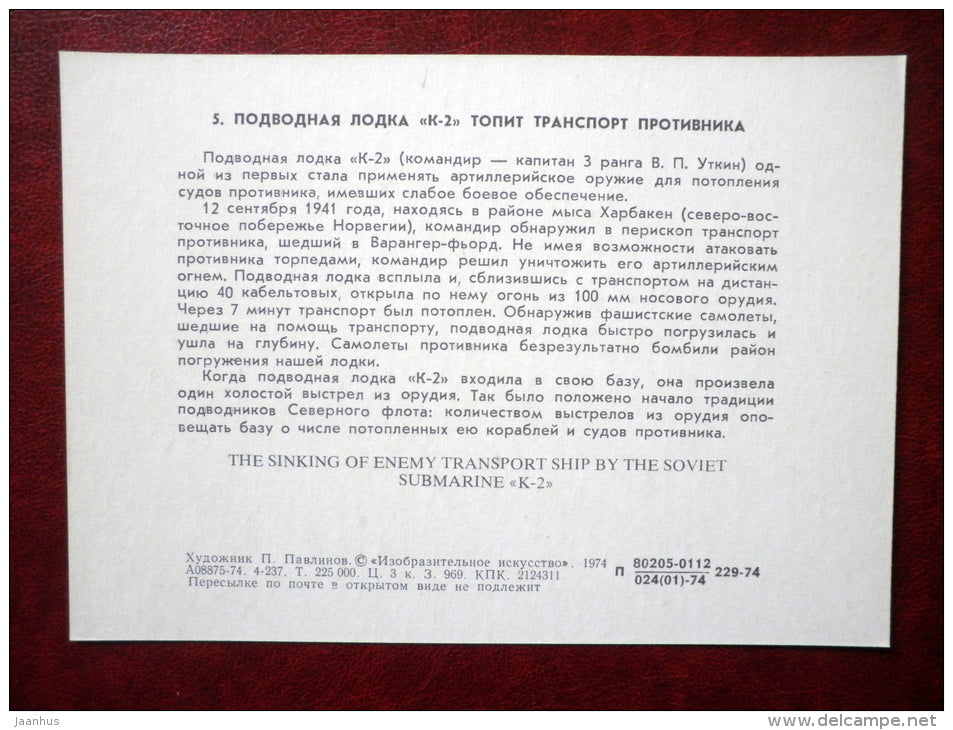 5. ПОДВОДНАЯ ЛОДКА «К-2» ТОПИТ ТРАНСПОРТ ПРОТИВНИКА
Подводная лодка «К-2» (командир — капитан 3 ранга В. П. Уткин) од-
ной из первых стала применять артиллерийское оружие для потопления
судов противника, имевших слабое боевое обеспечение.
12 сентября 1941 года, находясь в районе мыса Харбакен (северо-вос-
точное побережье Норвегии), командир обнаружил в перископ транспорт
противника, шедший в Варангер-фьорд. Не имея возможности атаковать
противника торпедами, командир решил уничтожить его артиллерийским
огнем. Подводная лодка всплыла и, сблизившись с транспортом на дистан-
цию 40 кабельтовых, открыла по нему огонь из 100 мм носового орудия.
Через 7 минут транспорт был потоплен. Обнаружив фашистские самолеты,
шедшие на помощь транспорту, подводная лодка быстро погрузилась и
ушла на глубину. Самолеты противника безрезультатно бомбили район
погружения нашей лодки.
Когда подводная лодка «К-2» входила в свою базу, она произвела
один холостой выстрел из орудия. Так было положено начало традиции
подводников Северного флота: количеством выстрелов из орудия опо-
вещать базу о числе потопленных ею кораблей и судов противника.
THE SINKING OF ENEMY TRANSPORT SHIP BY THE SOVIET
SUBMARINE «K-2»
Художник П. Павлинов. © «Изобразительное искусство». 1974
А08875-74. 4-237. Т. 225 000. Ц. 3 к. З. 969. КПК. 2124311
Пересылке по почте в открытом виде не подлежит
П 80205-0112
024(01)-74 229-74
jaanhus
www.delcampe.net